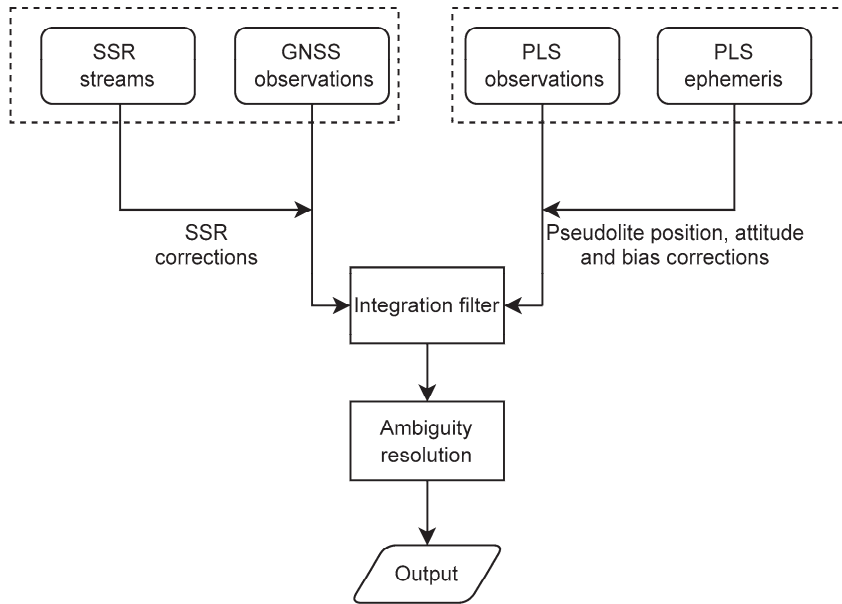 SSR
streams
GNSS
observations
PLS
observations
PLS
ephemeris
SSR
corrections
Pseudolite position, attitude
and bias corrections
Integration filter
Ambiguity
resolution
Output